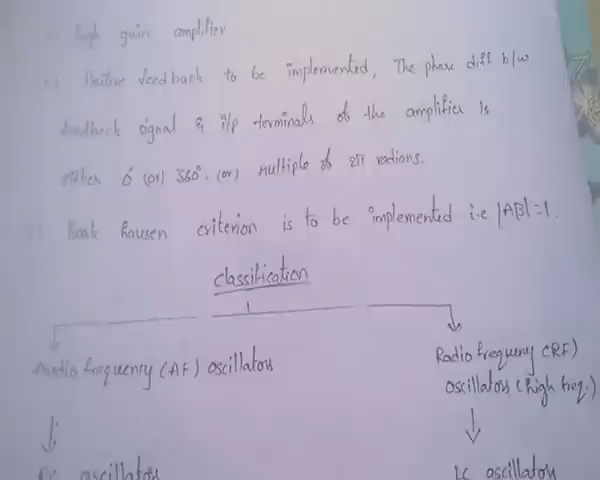 High gain amplifier
Positive feedback to be implemented, The phase diff b/w
feedback signal & i/p terminals of the amplifier is
either 0° (or) 360°. (or) multiple of 2π radians.
Bark hausen criterion is to be implemented i.e |Aβ|=1.
Classification
Audio frequency (AF) oscillators
Radio frequency (RF)
oscillators (high freq.)
RC oscillators
LC oscillators